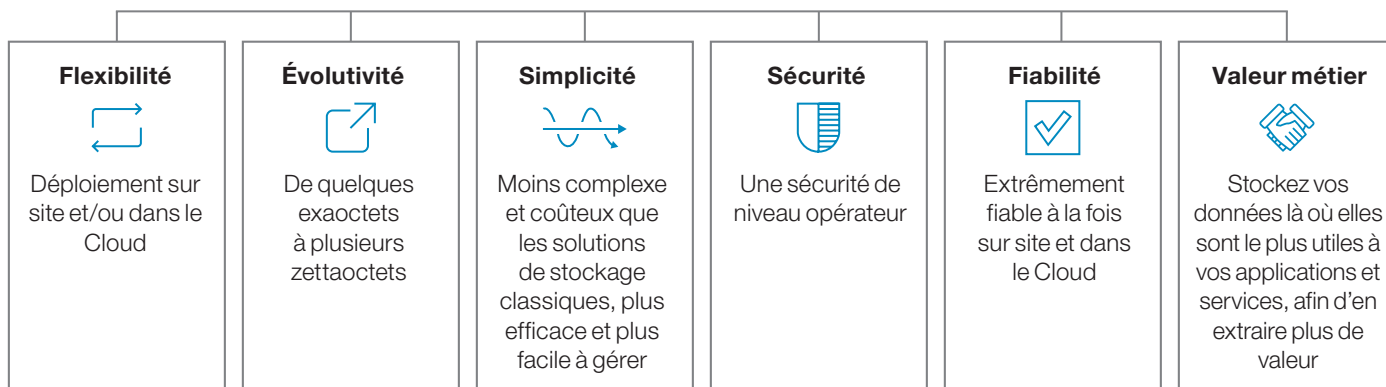 Flexibilité
Déploiement sur
site et/ou dans le
Cloud
Évolutivité
De quelques
exaoctets
à plusieurs
zettaoctets
Simplicité
Moins complexe
et coûteux que
les solutions
de stockage
classiques, plus
efficace et plus
facile à gérer
Sécurité
Une sécurité de
niveau opérateur
Fiabilité
Extrêmement
fiable à la fois
sur site et dans
le Cloud
Valeur métier
Stockez vos
données là où elles
sont le plus utiles à
vos applications et
services, afin d’en
extraire plus de
valeur